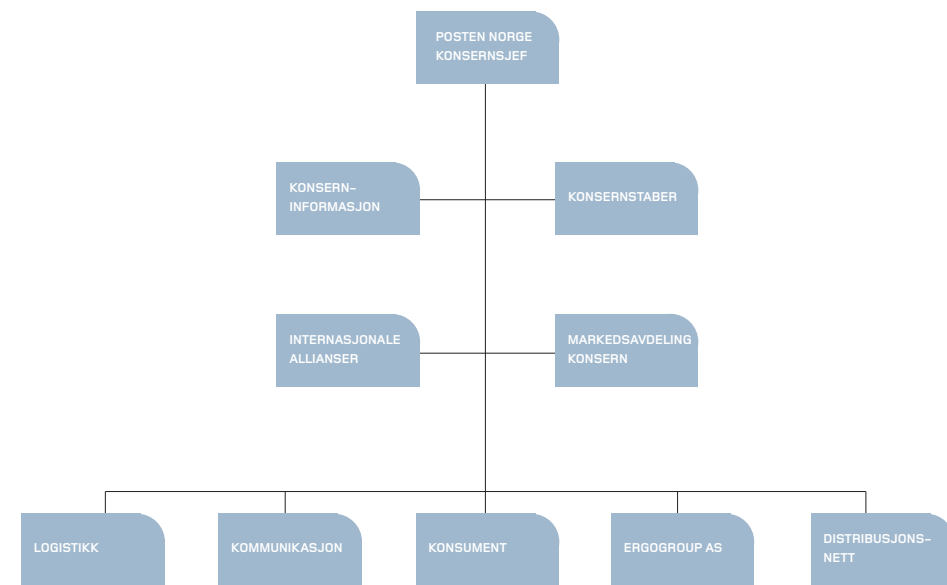 POSTEN NORGE
KONSERNSJEF
KONSERN-
INFORMASJON
KONSERNSTABER
INTERNASJONALE
ALLIANSER
MARKEDSAVDELING
KONSERN
LOGISTIKK
KOMMUNIKASJON
KONSUMENT
ERGOGROUP AS
DISTRIBUSJONS-
NETT